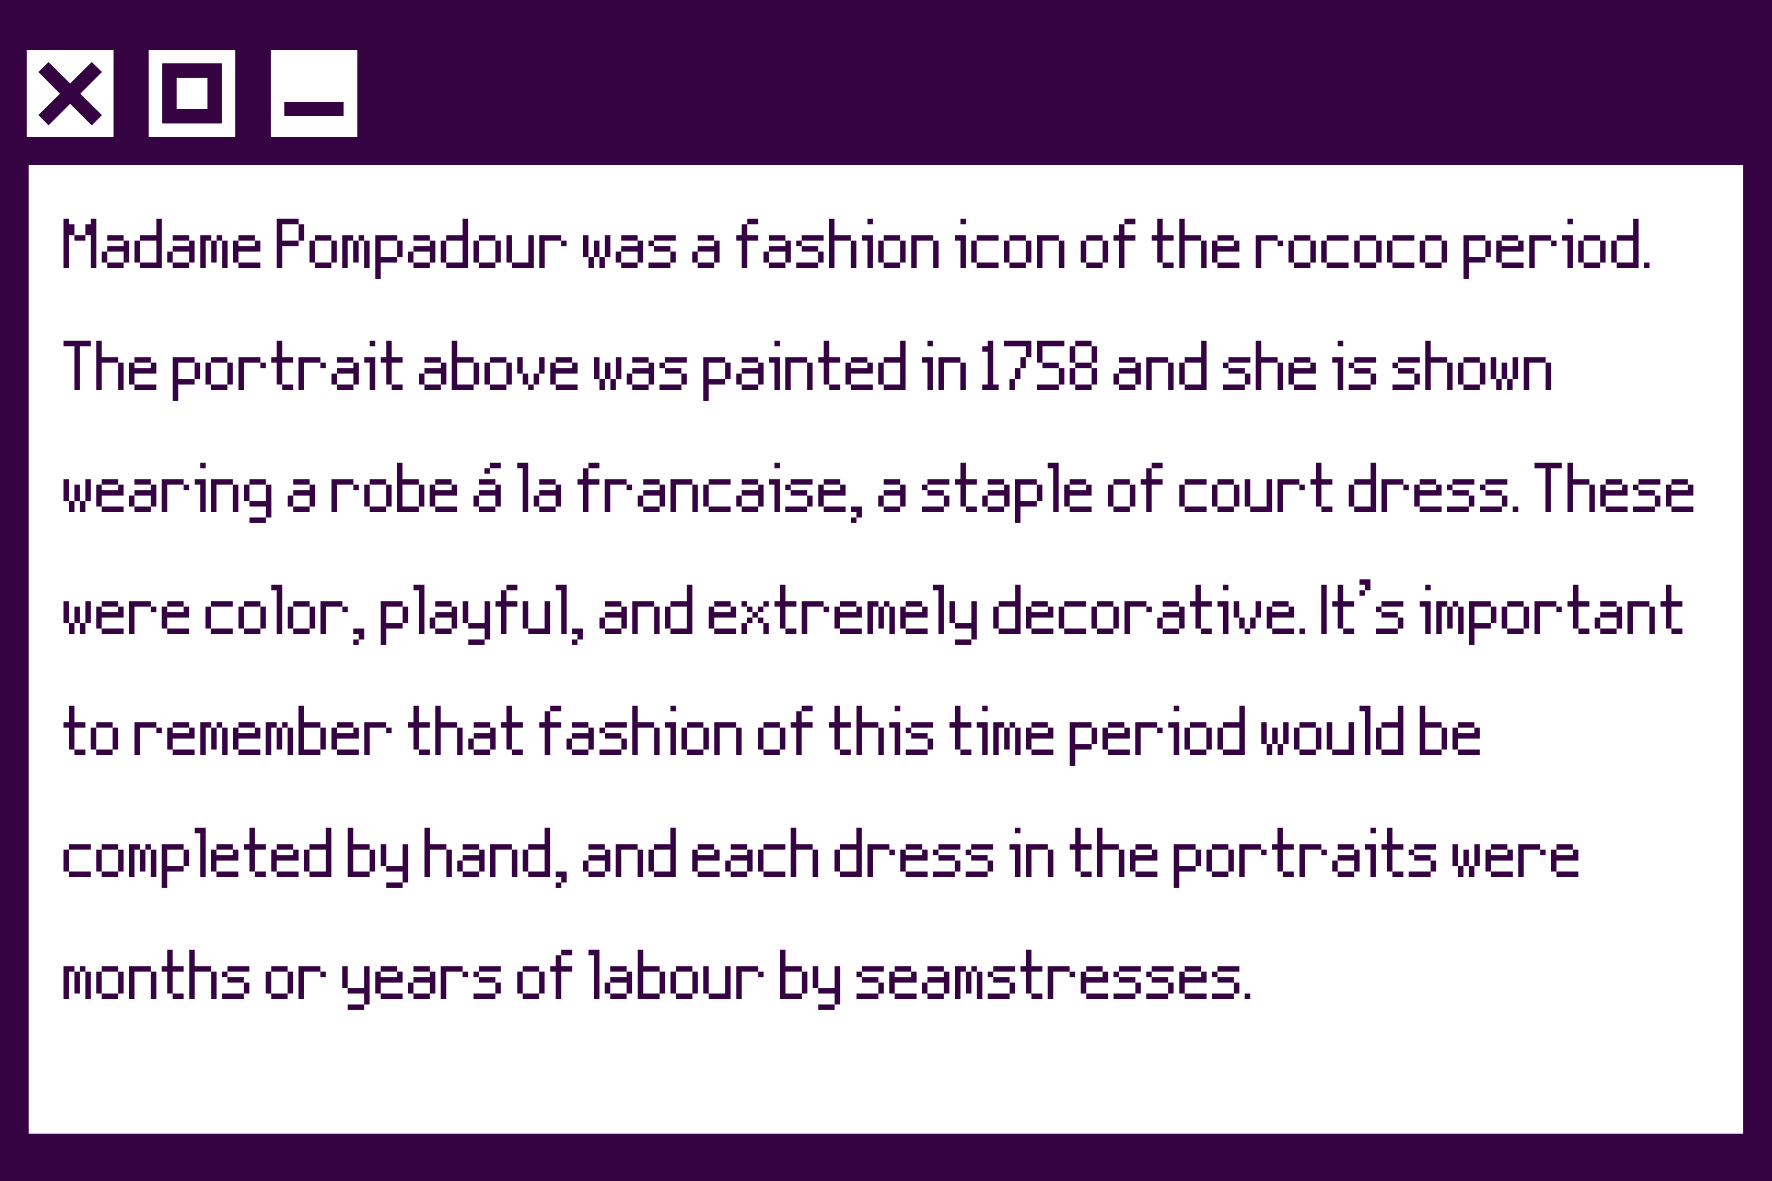 Madame Pompadour was a fashion icon of the rococo period.
The portrait above was painted in 1758 and she is shown
wearing a robe á la francaise, a staple of court dress. These
were color, playful, and extremely decorative. It’s important
to remember that fashion of this time period would be
completed by hand, and each dress in the portraits were
months or years of labour by seamstresses.